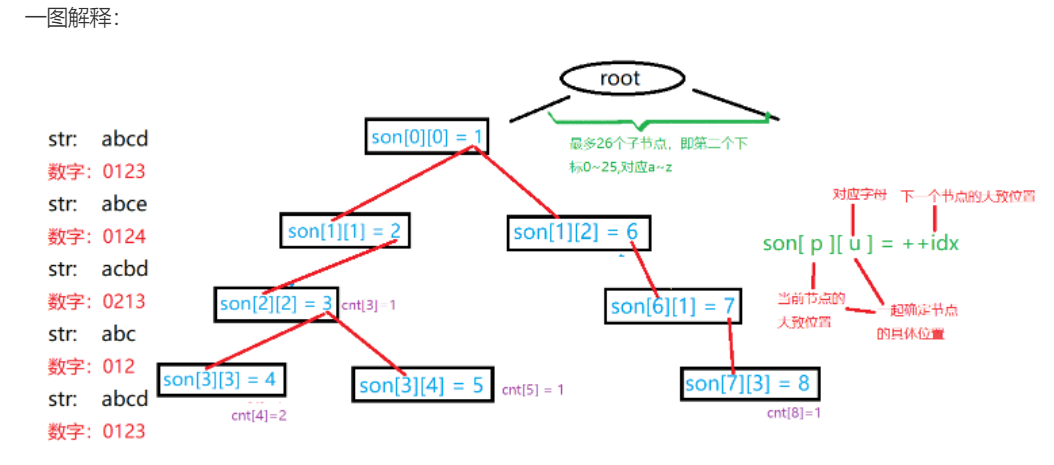 一图解释：
root
son[0][0] = 1
最多26个子节点，即第二个下
标0~25,对应a~z
str: abcd
数字：0123
str: abce
数字：0124
str: acbd
数字：0213
str: abc
数字：012
str: abcd
数字：0123
son[1][1] = 2
son[1][2] = 6
son[2][2] = 3
cnt[3]=1
son[6][1] = 7
son[3][3] = 4
cnt[4]=2
son[3][4] = 5
cnt[5] = 1
son[7][3] = 8
cnt[8]=1
对应字母
下一个节点的大致位置
son[ p ][ u ] = ++idx
当前节点的
大致位置
起确定节点
的具体位置